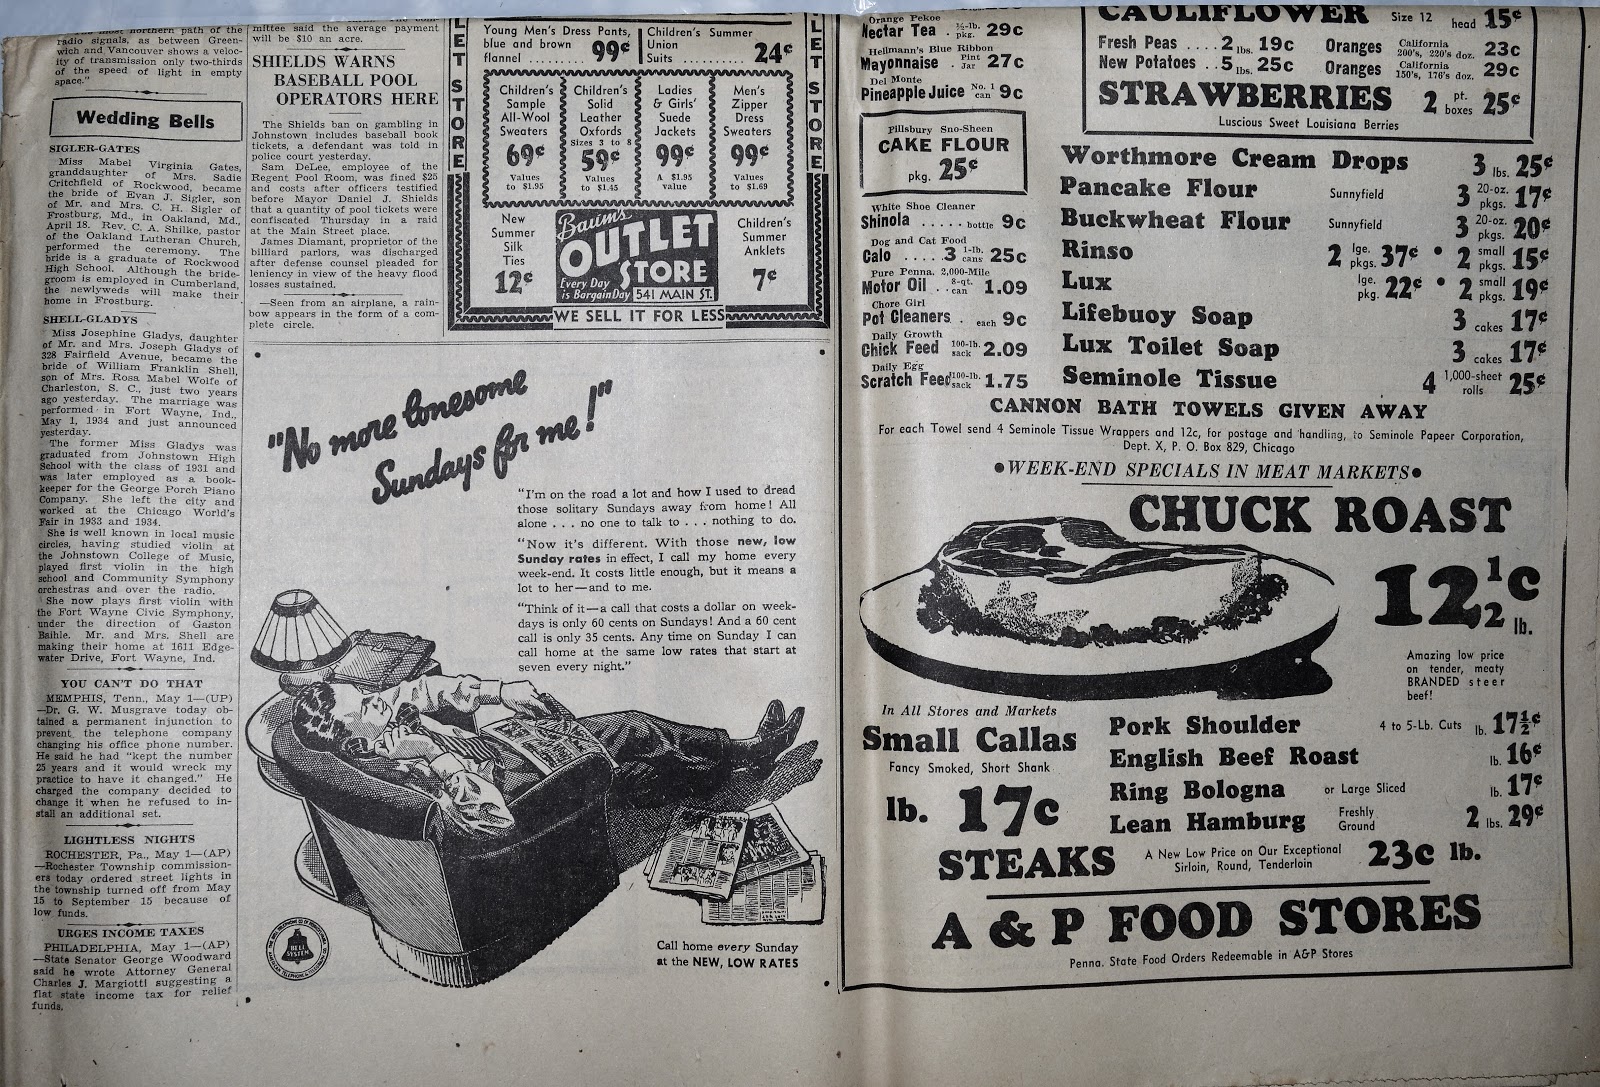 northern path of the
radio signals, as between Green-
wich and Vancouver shows a veloc-
ity of transmission only two-thirds
of the speed of light in empty
space."
Wedding Bells
SIGLER-GATES
Miss Mabel Virginia Gates,
granddaughter of Mrs. Sadie
Critchfield of Rockwood, became
the bride of Evan J. Sigler, son
of Mr. and Mrs. C. H. Sigler of
Frostburg, Md., in Oakland, Md.,
April 18. Rev. C. A. Shilke, pastor
of the Oakland Lutheran Church,
performed the ceremony. The
bride is a graduate of Rockwood
High School. Although the bride-
groom is employed in Cumberland,
the newlyweds will make their
home in Frostburg.
SHELL-GLADYS
Miss Josephine Gladys, daughter
of Mr. and Mrs. Joseph Gladys of
328 Fairfield Avenue, became the
bride of William Franklin Shell,
son of Mrs. Rosa Mabel Wolfe of
Charleston, S. C., just two years
ago yesterday. The marriage was
performed in Fort Wayne, Ind.,
May 1, 1934 and just announced
yesterday.
The former Miss Gladys was
graduated from Johnstown High
School with the class of 1931 and
was later employed as a book-
keeper for the George Porch Piano
Company. She left the city and
worked at the Chicago World's
Fair in 1933 and 1934.
She is well known in local music
circles, having studied violin at
the Johnstown College of Music,
played first violin in the high
school and Community Symphony
orchestras and over the radio.
She now plays first violin with
the Fort Wayne Civic Symphony,
under the direction of Gaston
Bailhe. Mr. and Mrs. Shell are
making their home at 1611 Edge-
water Drive, Fort Wayne, Ind.
YOU CAN'T DO THAT
MEMPHIS, Tenn., May 1—(UP)
—Dr. G. W. Musgrave today ob-
tained a permanent injunction to
prevent the telephone company
changing his office phone number.
He said he had "kept the number
25 years and it would wreck my
practice to have it changed." He
charged the company decided to
change it when he refused to in-
stall an additional set.
LIGHTLESS NIGHTS
ROCHESTER, Pa., May 1—(AP)
—Rochester Township commission-
ers today ordered street lights in
the township turned off from May
15 to September 15 because of
low funds.
URGES INCOME TAXES
PHILADELPHIA, May 1—(AP)
—State Senator George Woodward
said he wrote Attorney General
Charles J. Margiotti suggesting a
flat state income tax for relief
funds.
mittee said the average payment
will be $10 an acre.
SHIELDS WARNS
BASEBALL POOL
OPERATORS HERE
The Shields ban on gambling in
Johnstown includes baseball book
tickets, a defendant was told in
police court yesterday.
Sam DeLee, employee of the
Regent Pool Room, was fined $25
and costs after officers testified
before Mayor Daniel J. Shields
that a quantity of pool tickets were
confiscated Thursday in a raid
at the Main Street place.
James Diamant, proprietor of the
billiard parlors, was discharged
after defense counsel pleaded for
leniency in view of the heavy flood
losses sustained.
—Seen from an airplane, a rain-
bow appears in the form of a com-
plete circle.
LET STORE
Young Men's Dress Pants,
blue and brown
flannel .......... 99¢
Children's Summer
Union
Suits ........... 24¢
LET STORE
Children's
Sample
All-Wool
Sweaters
69¢
Values
to $1.95
Children's
Solid
Leather
Oxfords
Sizes 3 to 8
59¢
Values
to $1.45
Ladies
& Girls'
Suede
Jackets
99¢
A $1.95
value
Men's
Zipper
Dress
Sweaters
99¢
Values
to $1.69
New
Summer
Silk
Ties
12¢
Baum's
OUTLET
STORE
Every Day
is Bargain Day
541 MAIN ST.
Children's
Summer
Anklets
7¢
WE SELL IT FOR LESS
"No more lonesome
Sundays for me!"
"I'm on the road a lot and how I used to dread
those solitary Sundays away from home! All
alone . . . no one to talk to . . . nothing to do.
"Now it's different. With those new, low
Sunday rates in effect, I call my home every
week-end. It costs little enough, but it means a
lot to her—and to me.
"Think of it—a call that costs a dollar on week-
days is only 60 cents on Sundays! And a 60 cent
call is only 35 cents. Any time on Sunday I can
call home at the same low rates that start at
seven every night."
BELL
SYSTEM
Call home every Sunday
at the NEW, LOW RATES
Orange Pekoe
Nectar Tea . ½-lb. pkg. 29c
Hellmann's Blue Ribbon
Mayonnaise . Pint Jar 27c
Del Monte
Pineapple Juice No. 1 can 9c
Pillsbury Sno-Sheen
CAKE FLOUR
pkg. 25¢
White Shoe Cleaner
Shinola ..... bottle 9c
Dog and Cat Food
Calo .... 3 1-lb. cans 25c
Pure Penna. 2,000-Mile
Motor Oil .. 8-qt. can 1.09
Chore Girl
Pot Cleaners . each 9c
Daily Growth
Chick Feed 100-lb. sack 2.09
Daily Egg
Scratch Feed 100-lb. sack 1.75
CAULIFLOWER Size 12 head 15¢
Fresh Peas .... 2 lbs. 19c
New Potatoes .. 5 lbs. 25c
Oranges California 200's, 220's doz. 23c
Oranges California 150's, 176's doz. 29c
STRAWBERRIES 2 pt. boxes 25¢
Luscious Sweet Louisiana Berries
Worthmore Cream Drops 3 lbs. 25¢
Pancake Flour Sunnyfield 3 20-oz. pkgs. 17¢
Buckwheat Flour Sunnyfield 3 20-oz. pkgs. 20¢
Rinso 2 lge. pkgs. 37¢ • 2 small pkgs. 15¢
Lux lge. pkg. 22¢ • 2 small pkgs. 19¢
Lifebuoy Soap 3 cakes 17¢
Lux Toilet Soap 3 cakes 17¢
Seminole Tissue 4 1,000-sheet rolls 25¢
CANNON BATH TOWELS GIVEN AWAY
For each Towel send 4 Seminole Tissue Wrappers and 12c, for postage and handling, to Seminole Papeer Corporation,
Dept. X, P. O. Box 829, Chicago
•WEEK-END SPECIALS IN MEAT MARKETS•
CHUCK ROAST
12½c lb.
Amazing low price
on tender, meaty
BRANDED steer
beef!
In All Stores and Markets
Small Callas
Fancy Smoked, Short Shank
lb. 17c
Pork Shoulder 4 to 5-Lb. Cuts lb. 17½¢
English Beef Roast lb. 16¢
Ring Bologna or Large Sliced lb. 17¢
Lean Hamburg Freshly Ground 2 lbs. 29¢
STEAKS A New Low Price on Our Exceptional
Sirloin, Round, Tenderloin 23c lb.
A & P FOOD STORES
Penna. State Food Orders Redeemable in A&P Stores